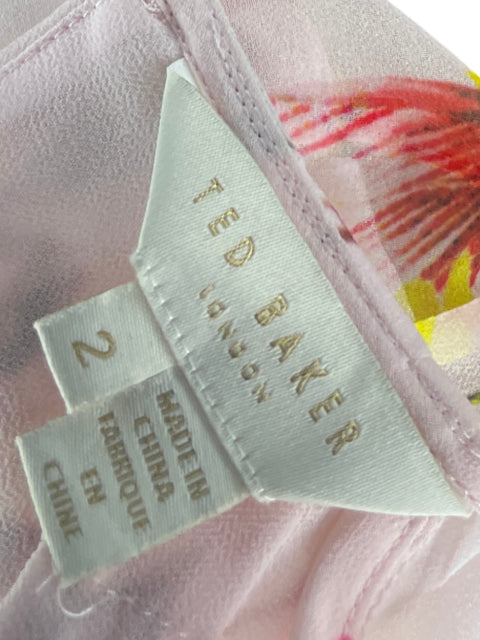 TED BAKER
LONDON
2
MADE IN
CHINA
FABRIQUE
EN
CHINE